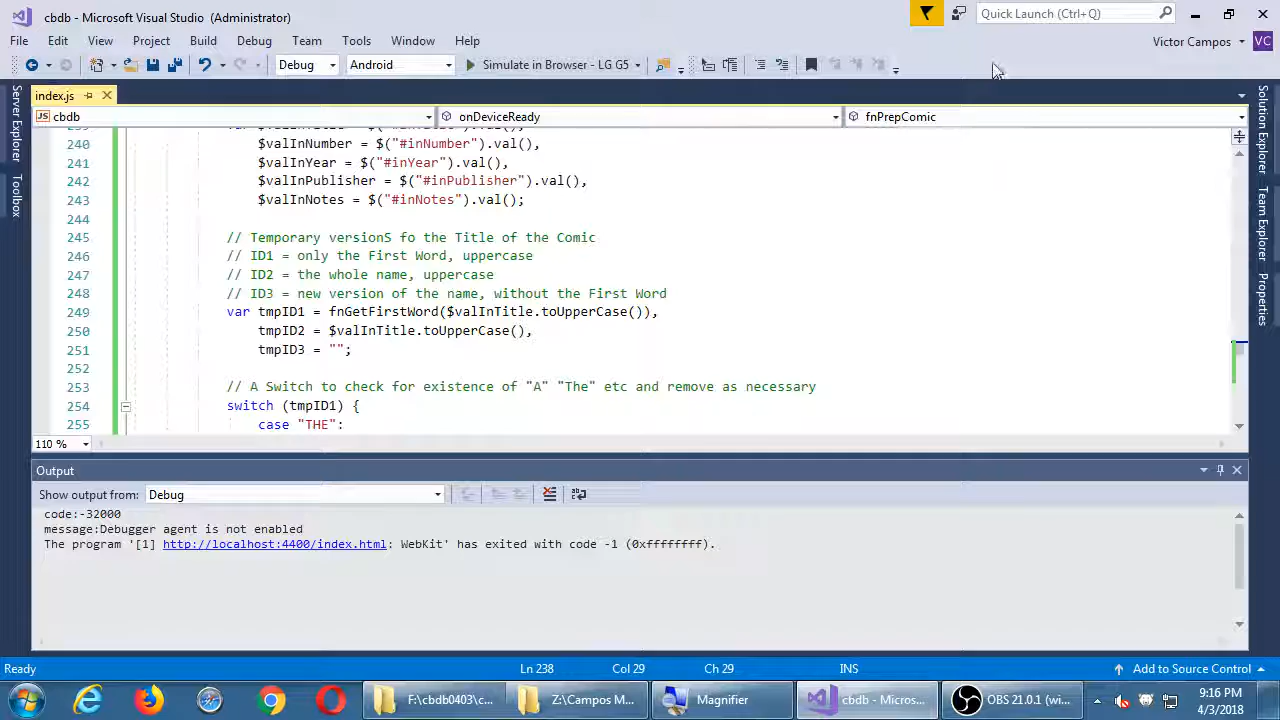 cbdb - Microsoft Visual Studio (Administrator)
Quick Launch (Ctrl+Q)
File Edit View Project Build Debug Team Tools Window Help
Victor Campos VC
Debug Android Simulate in Browser - LG G5
index.js
cbdb onDeviceReady fnPrepComic
Server Explorer
Toolbox
Solution Explorer
Team Explorer
Properties
240 $valInNumber = $("#inNumber").val(),
241 $valInYear = $("#inYear").val(),
242 $valInPublisher = $("#inPublisher").val(),
243 $valInNotes = $("#inNotes").val();
244
245 // Temporary versionS fo the Title of the Comic
246 // ID1 = only the First Word, uppercase
247 // ID2 = the whole name, uppercase
248 // ID3 = new version of the name, without the First Word
249 var tmpID1 = fnGetFirstWord($valInTitle.toUpperCase()),
250 tmpID2 = $valInTitle.toUpperCase(),
251 tmpID3 = "";
252
253 // A Switch to check for existence of "A" "The" etc and remove as necessary
254 switch (tmpID1) {
255 case "THE":
110 %
Output
Show output from: Debug
code:-32000
message:Debugger agent is not enabled
The program '[1] http://localhost:4400/index.html: WebKit' has exited with code -1 (0xffffffff).
Ready Ln 238 Col 29 Ch 29 INS Add to Source Control
F:\cbdb0403\c... Z:\Campos M... Magnifier cbdb - Micros... OBS 21.0.1 (wi... 9:16 PM
4/3/2018